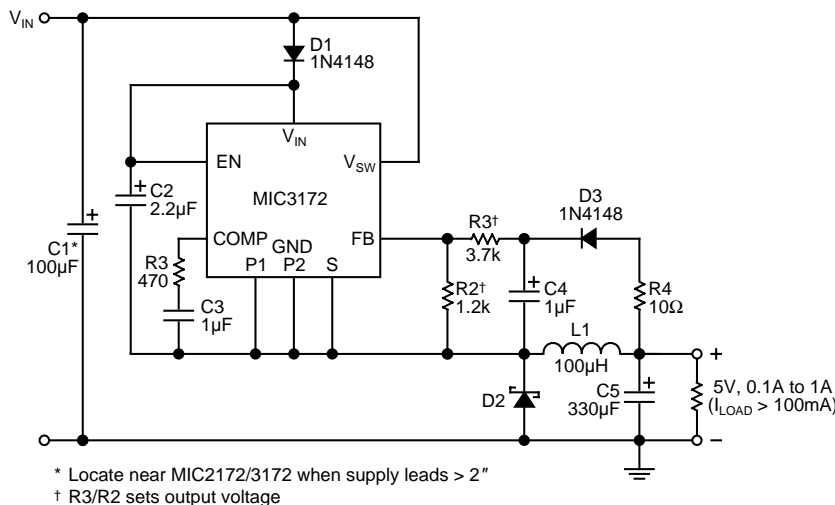 VIN
D1
1N4148
VIN
EN
VSW
C2
2.2µF
MIC3172
D3
1N4148
C1*
100µF
COMP
GND
FB
R3†
3.7k
P1
P2
S
R3
470
R2†
1.2k
C4
1µF
R4
10Ω
C3
1µF
L1
100µH
+
D2
C5
330µF
5V, 0.1A to 1A
(ILOAD > 100mA)
–
* Locate near MIC2172/3172 when supply leads > 2"
† R3/R2 sets output voltage